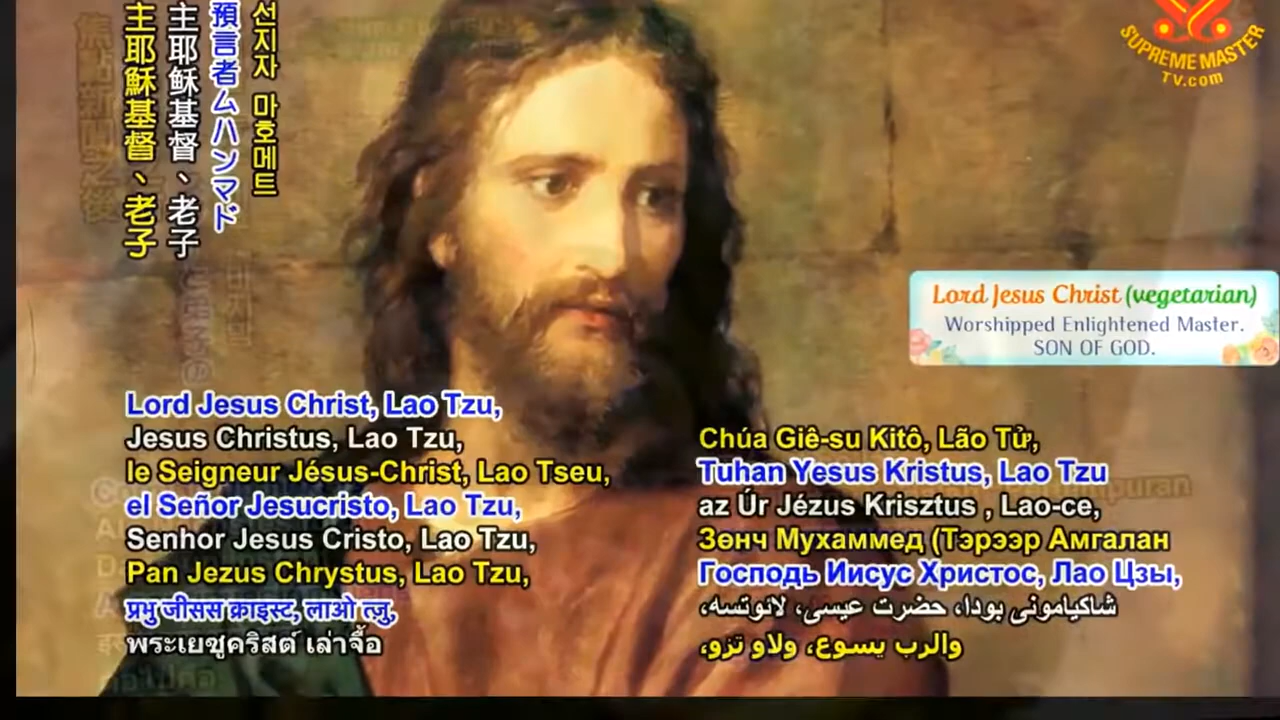 선지자 마호메트
預言者ムハンマド
主耶稣基督、老子
主耶穌基督、老子
焦點新聞之後
SUPREME MASTER
TV.com
Lord Jesus Christ (vegetarian)
Worshipped Enlightened Master.
SON OF GOD.
Lord Jesus Christ, Lao Tzu,
Jesus Christus, Lao Tzu,
le Seigneur Jésus-Christ, Lao Tseu,
el Señor Jesucristo, Lao Tzu,
Senhor Jesus Cristo, Lao Tzu,
Pan Jezus Chrystus, Lao Tzu,
प्रभु जीसस क्राइस्ट, लाओ त्ज़ु,
พระเยซูคริสต์ เล่าจื้อ
Chúa Giê-su Kitô, Lão Tử,
Tuhan Yesus Kristus, Lao Tzu
az Úr Jézus Krisztus , Lao-ce,
Зөнч Мухаммед (Тэрээр Амгалан
Господь Иисус Христос, Лао Цзы,
شاکیامونی بودا، حضرت عیسی، لائوتسه،
والرب يسوع، ولاو تزو،